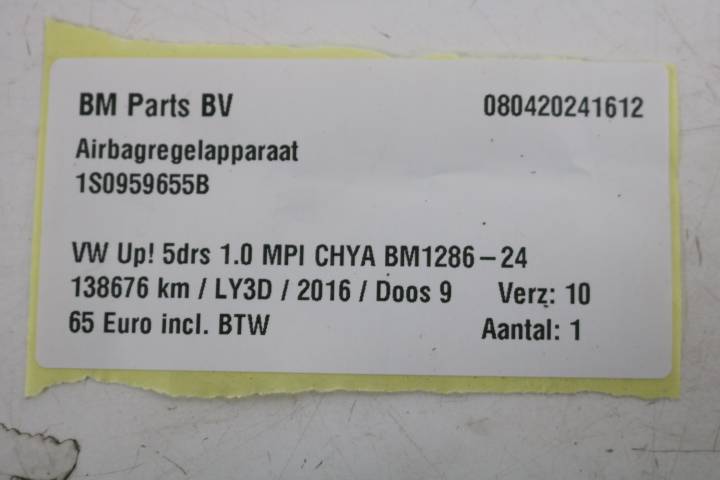 BM Parts BV 080420241612
Airbagregelapparaat
1S0959655B
VW Up! 5drs 1.0 MPI CHYA BM1286-24
138676 km / LY3D / 2016 / Doos 9 Verz: 10
65 Euro incl. BTW Aantal: 1